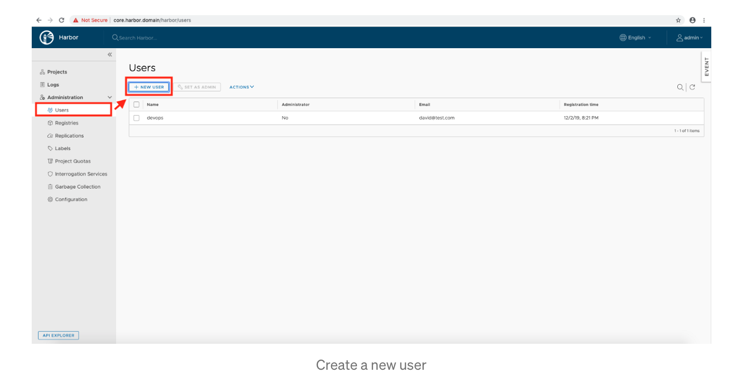 Not Secure | core.harbor.domain/harbor/users
Harbor
Search Harbor...
English
admin
EVENT
Projects
Logs
Administration
Users
Registries
Replications
Labels
Project Quotas
Interrogation Services
Garbage Collection
Configuration
API EXPLORER
Users
+ NEW USER
SET AS ADMIN
ACTIONS
Name Administrator Email Registration time
devops No david@test.com 12/2/19, 8:21 PM
1 - 1 of 1 items
Create a new user